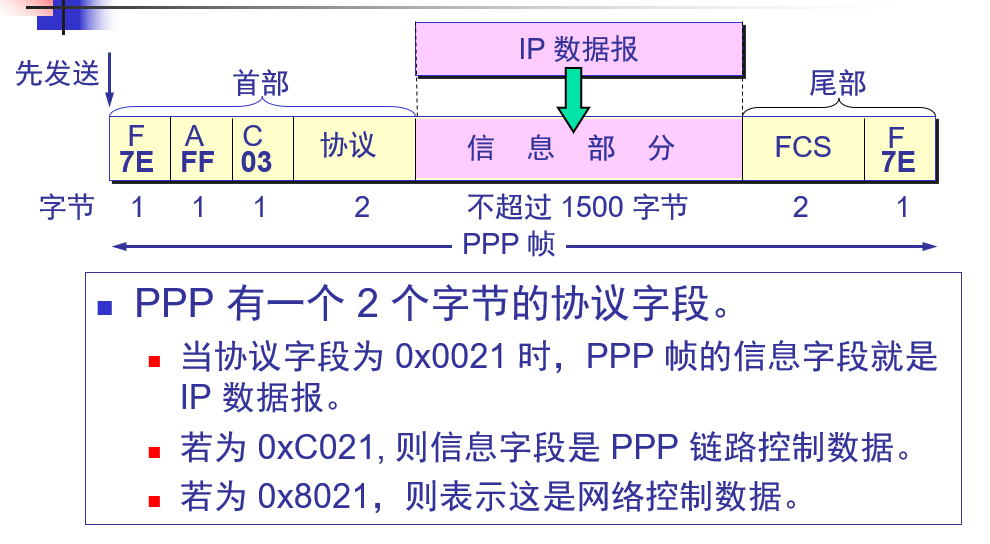 IP 数据报
先发送
首部
尾部
F A C 协议 信 息 部 分 FCS F
7E FF 03 7E
字节 1 1 1 2 不超过 1500 字节 2 1
PPP 帧
PPP 有一个 2 个字节的协议字段。
当协议字段为 0x0021 时，PPP 帧的信息字段就是
IP 数据报。
若为 0xC021, 则信息字段是 PPP 链路控制数据。
若为 0x8021，则表示这是网络控制数据。